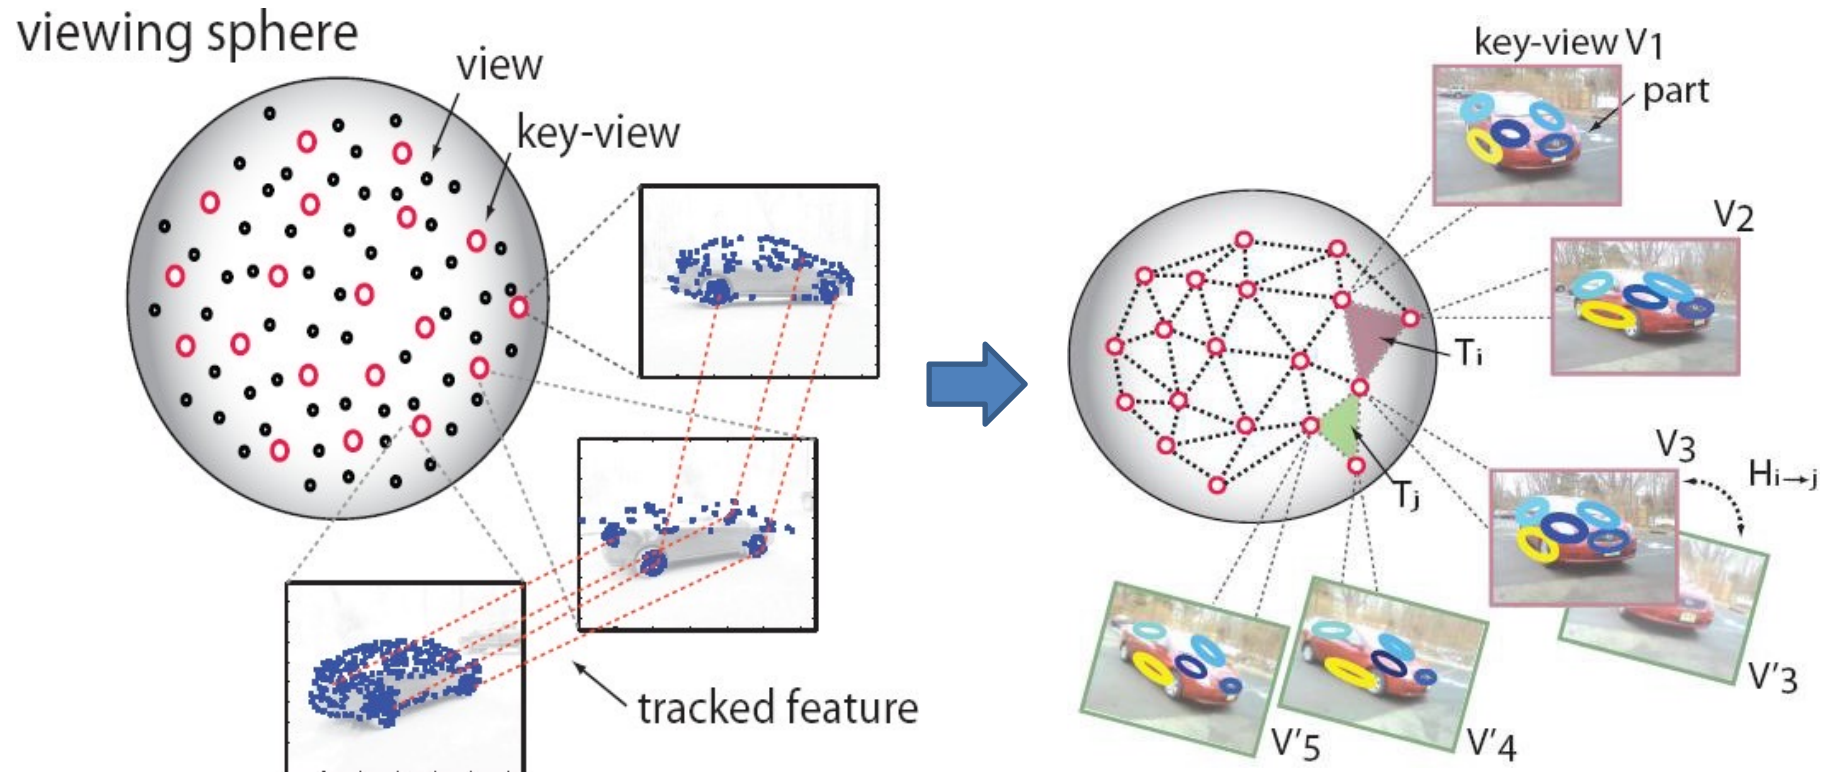 viewing sphere
view
key-view
tracked feature
key-view V1
part
V2
Ti
V3
Hi→j
Tj
V'3
V'5
V'4